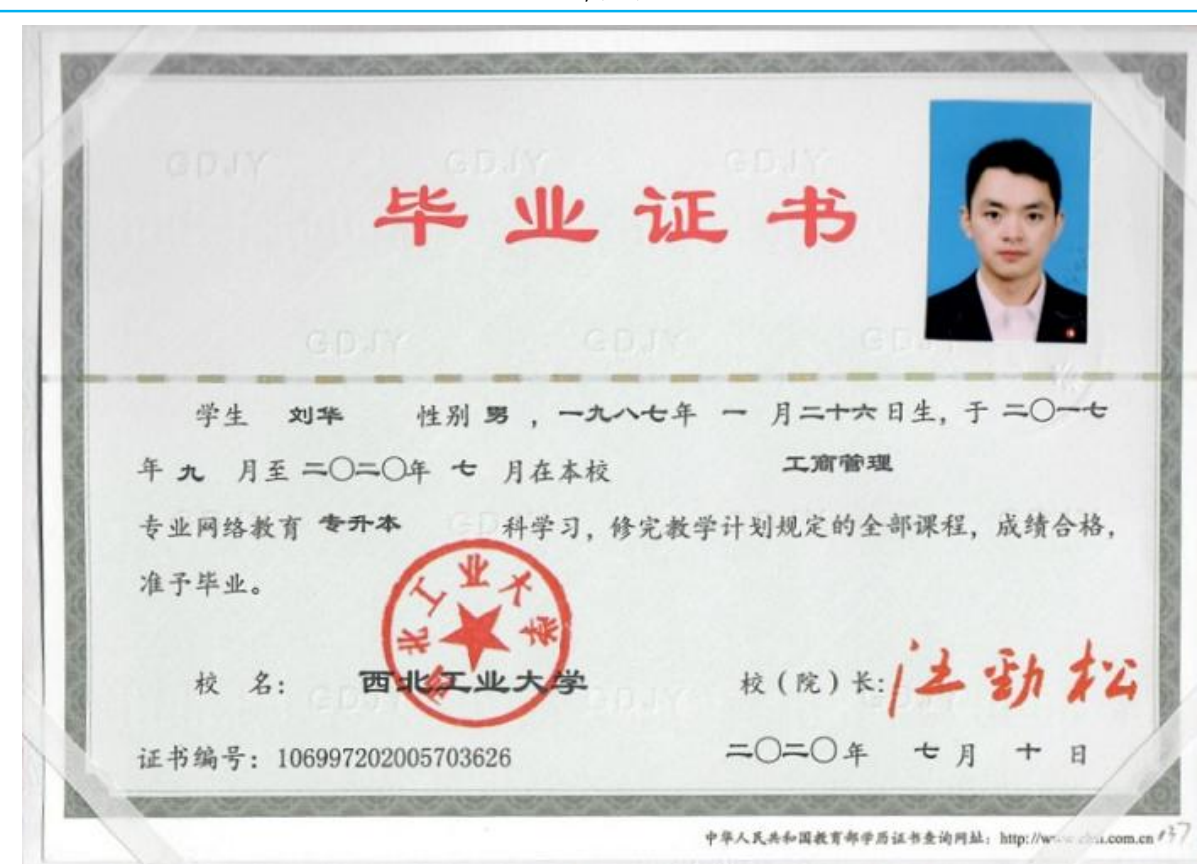 GDJY GDJY GDJY
毕业证书
GDJY GDJY GDJY
学生 刘华 性别 男，一九八七年 一 月二十六日生，于 二〇一七
年 九 月至 二〇二〇年 七 月在本校 工商管理
专业网络教育 专升本 科学习，修完教学计划规定的全部课程，成绩合格，
准予毕业。
西北工业大学
校 名： 西北工业大学 校（院）长：汪劲松
证书编号：106997202005703626 二〇二〇年 七月 十 日
中华人民共和国教育部学历证书查询网址：http://www.chsi.com.cn 137